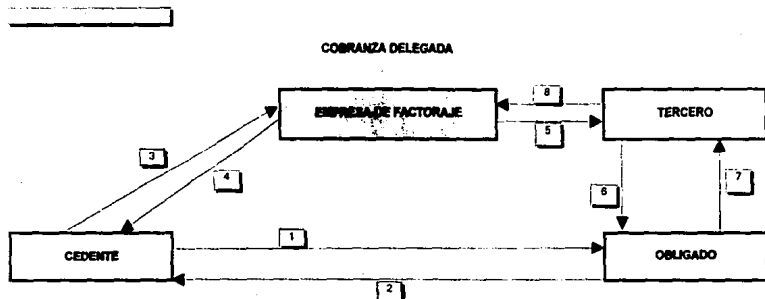 COBRANZA DELEGADA
EMPRESA DE FACTORAJE
8
TERCERO
5
3
4
6
7
CEDENTE
1
OBLIGADO
2